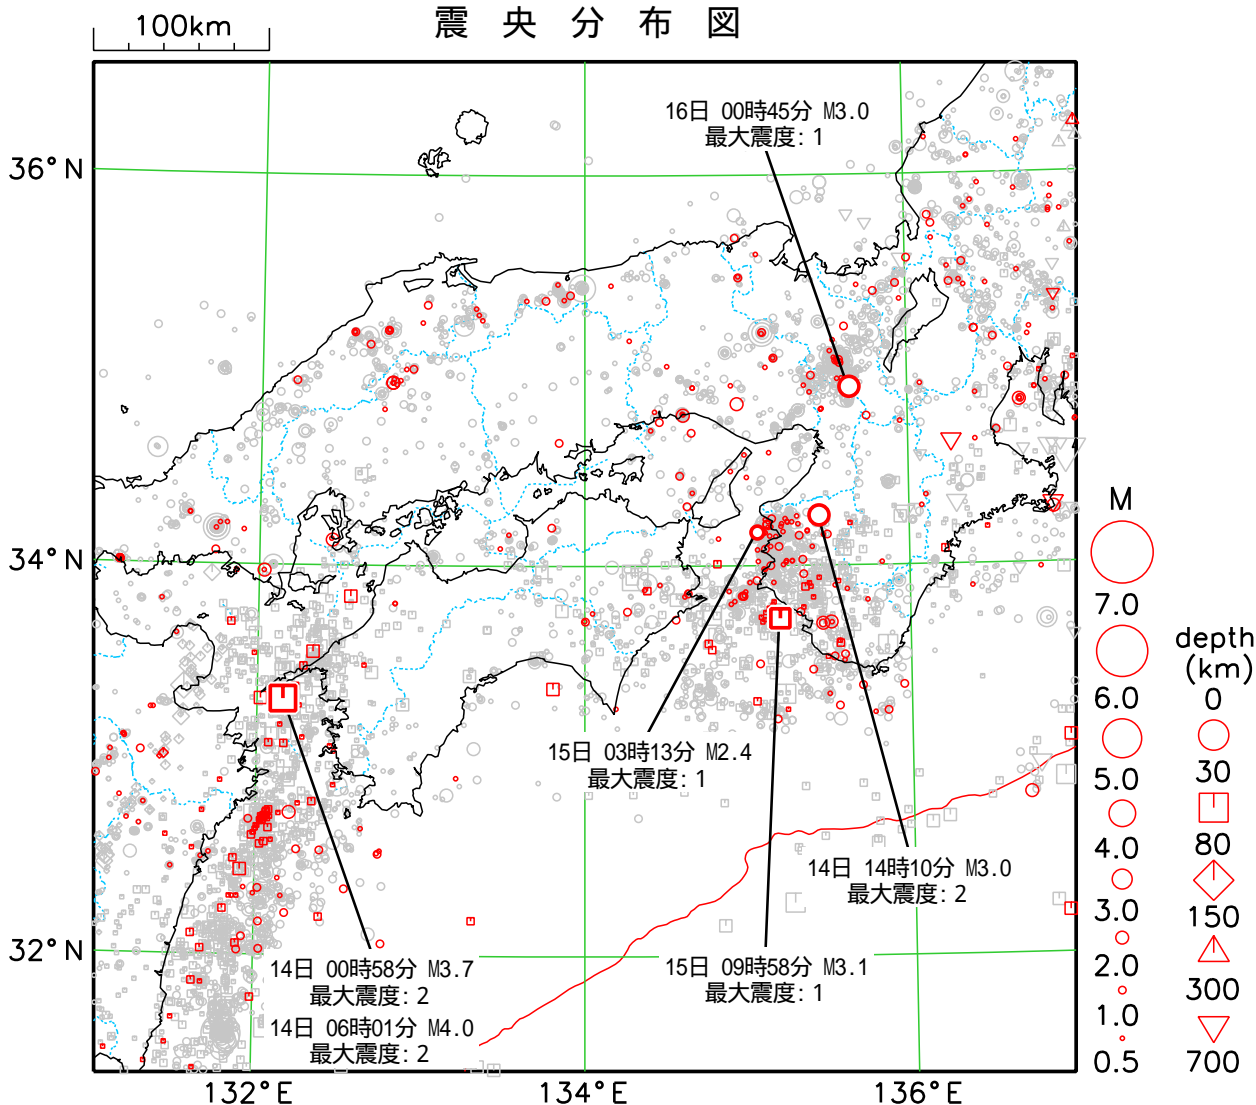 震央分布図
100km
16日 00時45分 M3.0
最大震度: 1
36°N
34°N
32°N
15日 03時13分 M2.4
最大震度: 1
14日 14時10分 M3.0
最大震度: 2
15日 09時58分 M3.1
最大震度: 1
14日 00時58分 M3.7
最大震度: 2
14日 06時01分 M4.0
最大震度: 2
132°E
134°E
136°E
M
7.0
6.0
5.0
4.0
3.0
2.0
1.0
0.5
depth
(km)
0
30
80
150
300
700